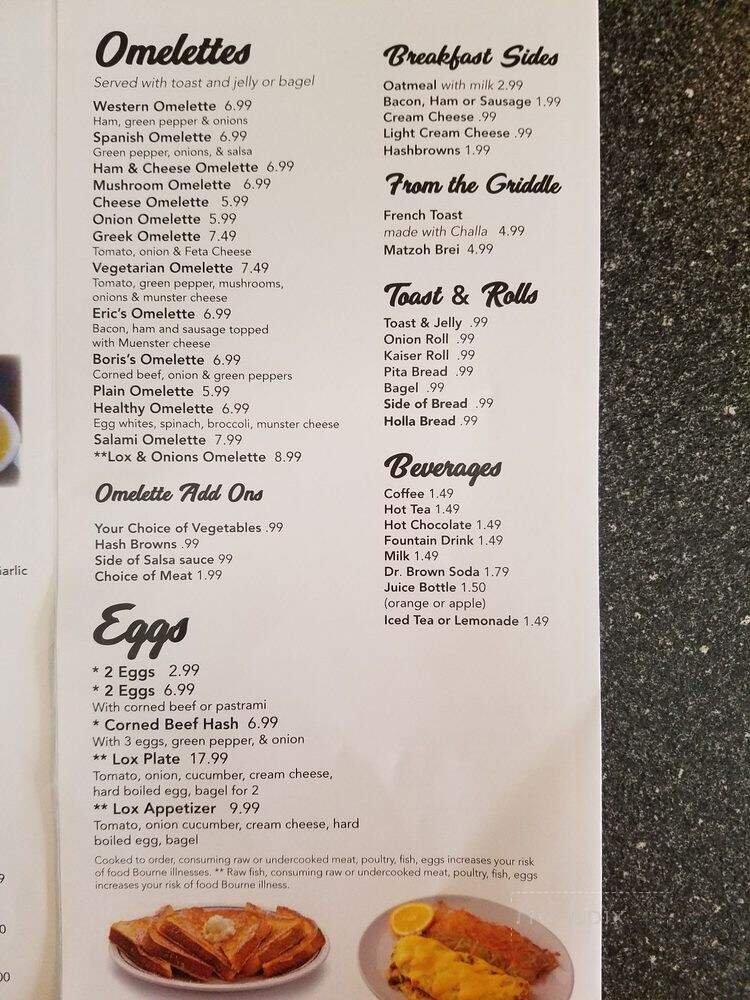 Omelettes
Served with toast and jelly or bagel
Western Omelette 6.99
Ham, green pepper & onions
Spanish Omelette 6.99
Green pepper, onions, & salsa
Ham & Cheese Omelette 6.99
Mushroom Omelette 6.99
Cheese Omelette 5.99
Onion Omelette 5.99
Greek Omelette 7.49
Tomato, onion & Feta Cheese
Vegetarian Omelette 7.49
Tomato, green pepper, mushrooms,
onions & munster cheese
Eric's Omelette 6.99
Bacon, ham and sausage topped
with Muenster cheese
Boris's Omelette 6.99
Corned beef, onion & green peppers
Plain Omelette 5.99
Healthy Omelette 6.99
Egg whites, spinach, broccoli, munster cheese
Salami Omelette 7.99
**Lox & Onions Omelette 8.99
Omelette Add Ons
Your Choice of Vegetables .99
Hash Browns .99
Side of Salsa sauce 99
Choice of Meat 1.99
Eggs
* 2 Eggs 2.99
* 2 Eggs 6.99
With corned beef or pastrami
* Corned Beef Hash 6.99
With 3 eggs, green pepper, & onion
** Lox Plate 17.99
Tomato, onion, cucumber, cream cheese,
hard boiled egg, bagel for 2
** Lox Appetizer 9.99
Tomato, onion cucumber, cream cheese, hard
boiled egg, bagel
Breakfast Sides
Oatmeal with milk 2.99
Bacon, Ham or Sausage 1.99
Cream Cheese .99
Light Cream Cheese .99
Hashbrowns 1.99
From the Griddle
French Toast
made with Challa 4.99
Matzoh Brei 4.99
Toast & Rolls
Toast & Jelly .99
Onion Roll .99
Kaiser Roll .99
Pita Bread .99
Bagel .99
Side of Bread .99
Holla Bread .99
Beverages
Coffee 1.49
Hot Tea 1.49
Hot Chocolate 1.49
Fountain Drink 1.49
Milk 1.49
Dr. Brown Soda 1.79
Juice Bottle 1.50
(orange or apple)
Iced Tea or Lemonade 1.49
Cooked to order, consuming raw or undercooked meat, poultry, fish, eggs increases your risk
of food Bourne illnesses. ** Raw fish, consuming raw or undercooked meat, poultry, fish, eggs
increases your risk of food Bourne illness.